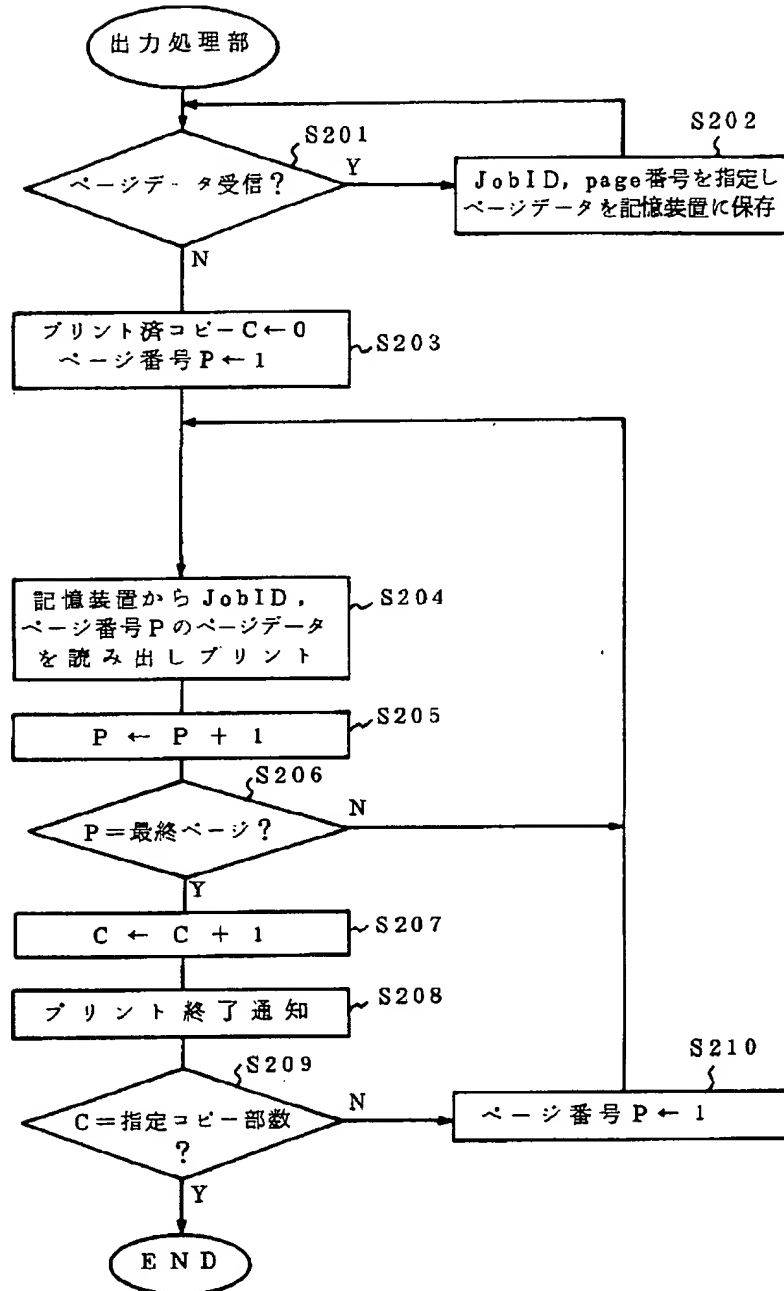 出力処理部
S201
ページデータ受信?
Y
N
S202
JobID, page番号を指定し
ページデータを記憶装置に保存
プリント済コピーC←0
ページ番号P←1
S203
記憶装置からJobID,
ページ番号Pのページデータ
を読み出しプリント
S204
P ← P + 1
S205
S206
P=最終ページ?
N
Y
C ← C + 1
S207
プリント終了通知
S208
S209
C=指定コピー部数
?
N
Y
S210
ページ番号P←1
END